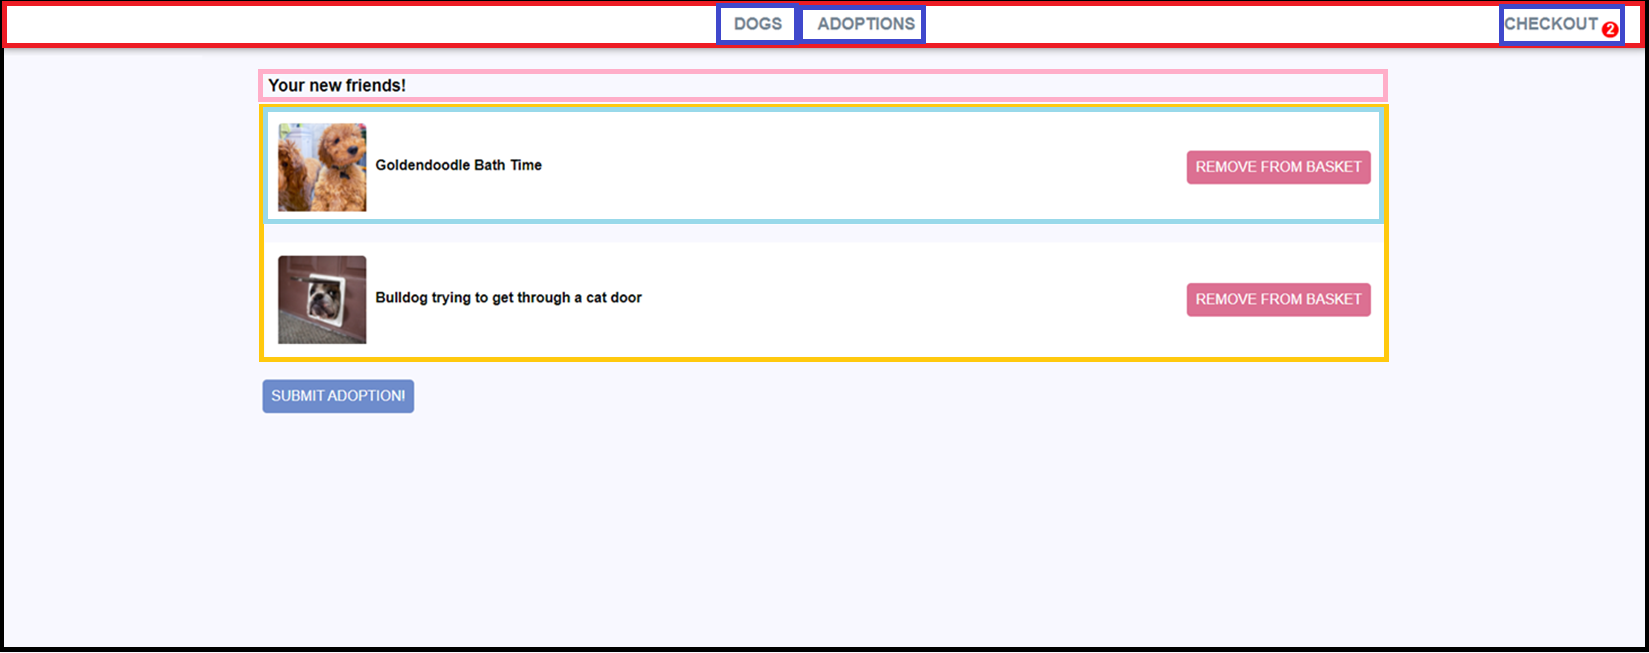 DOGS ADOPTIONS CHECKOUT 2
Your new friends!
Goldendoodle Bath Time REMOVE FROM BASKET
Bulldog trying to get through a cat door REMOVE FROM BASKET
SUBMIT ADOPTION!